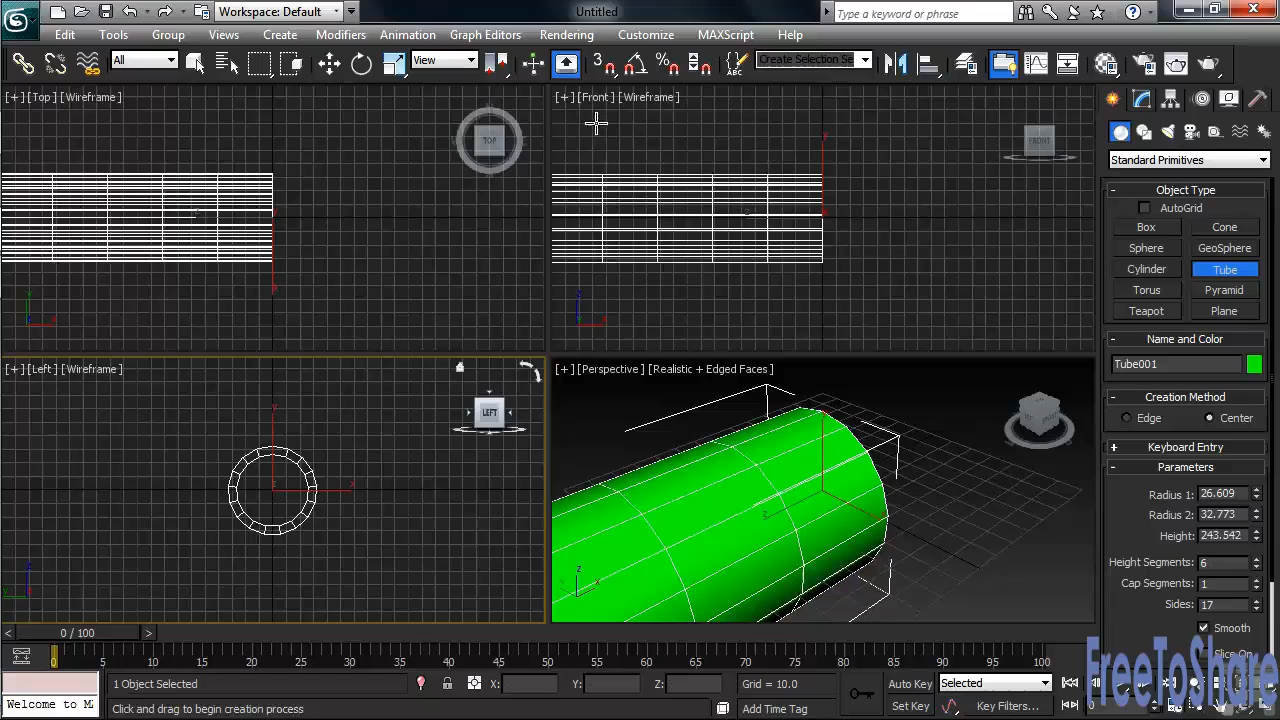 Workspace: Default
Untitled
Type a keyword or phrase
Edit Tools Group Views Create Modifiers Animation Graph Editors Rendering Customize MAXScript Help
All
View
3
Create Selection Se
[+] [Top] [Wireframe]
TOP
[+] [Front] [Wireframe]
FRONT
[+] [Left] [Wireframe]
LEFT
[+] [Perspective] [Realistic + Edged Faces]
Standard Primitives
- Object Type
AutoGrid
Box Cone
Sphere GeoSphere
Cylinder Tube
Torus Pyramid
Teapot Plane
- Name and Color
Tube001
- Creation Method
Edge Center
+ Keyboard Entry
- Parameters
Radius 1: 26.609
Radius 2: 32.773
Height: 243.542
Height Segments: 6
Cap Segments: 1
Sides: 17
Smooth
Slice On
FreeToShare
< 0 / 100 >
0 5 10 15 20 25 30 35 40 45 50 55 60 65 70 75 80 85 90 95 100
1 Object Selected
X: Y: Z:
Grid = 10.0
Auto Key
Selected
Welcome to M
Click and drag to begin creation process
Add Time Tag
Set Key
Key Filters...